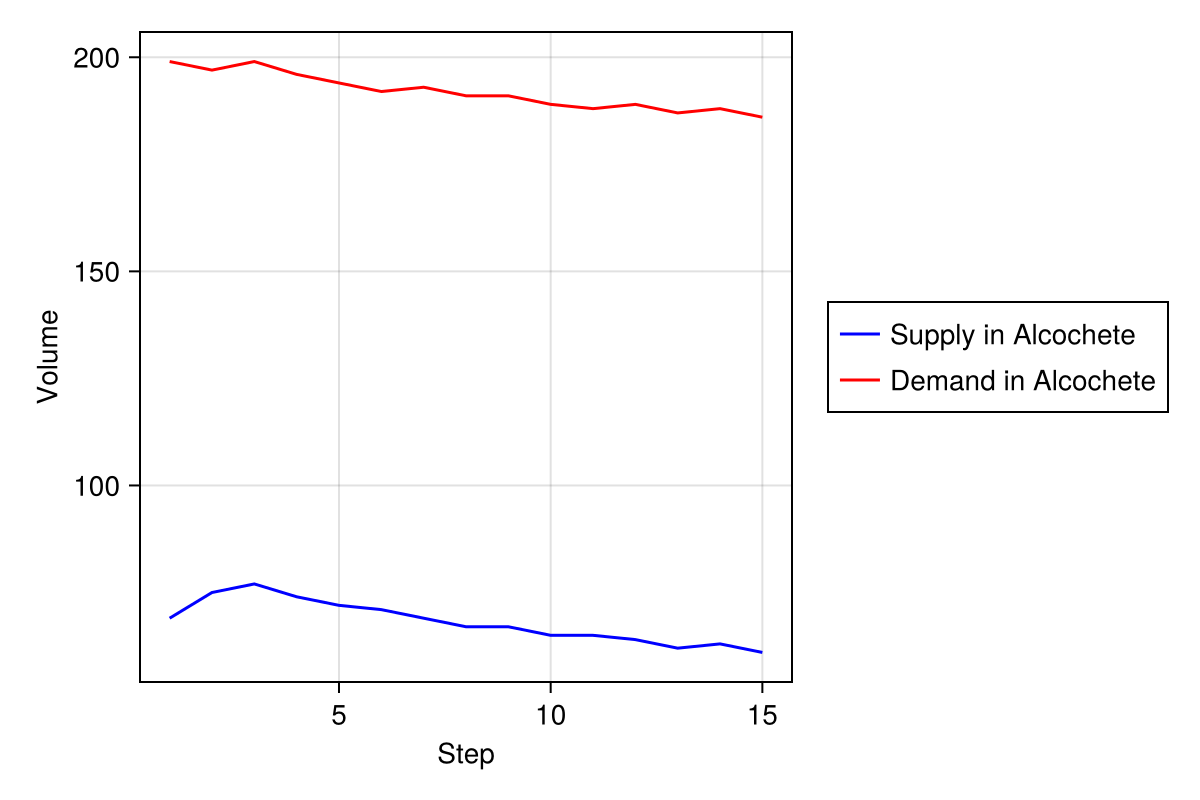 200
150
100
Volume
5 10 15
Step
Supply in Alcochete
Demand in Alcochete